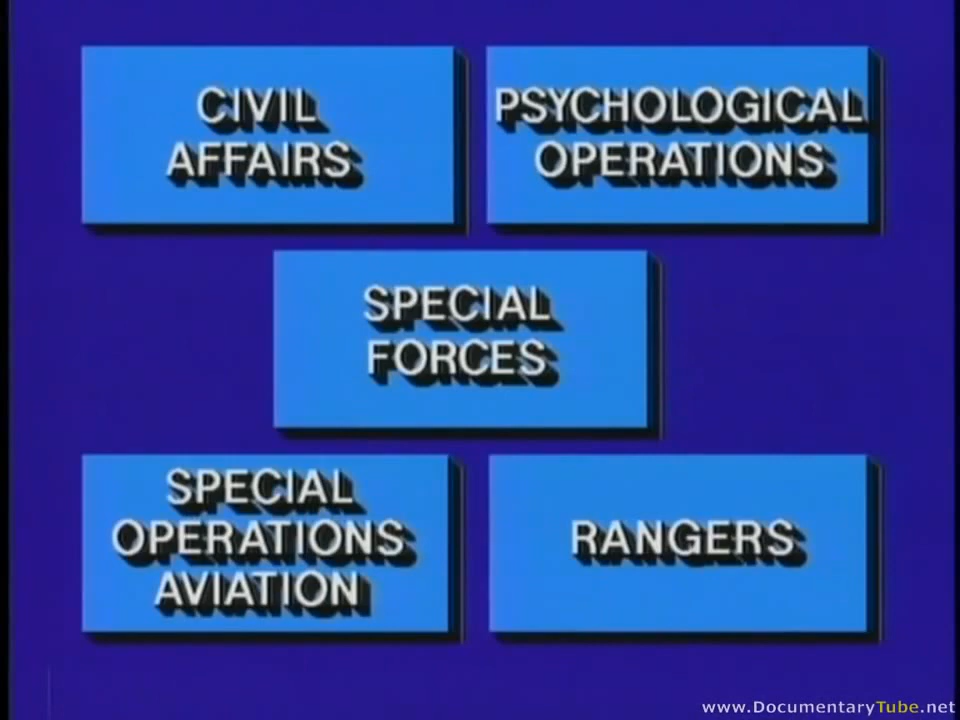 CIVIL
AFFAIRS
PSYCHOLOGICAL
OPERATIONS
SPECIAL
FORCES
SPECIAL
OPERATIONS
AVIATION
RANGERS
www.DocumentaryTube.net